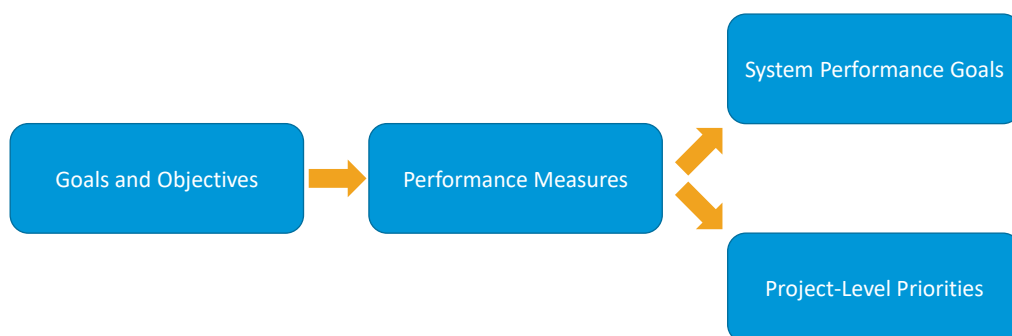 System Performance Goals
Goals and Objectives
Performance Measures
Project-Level Priorities